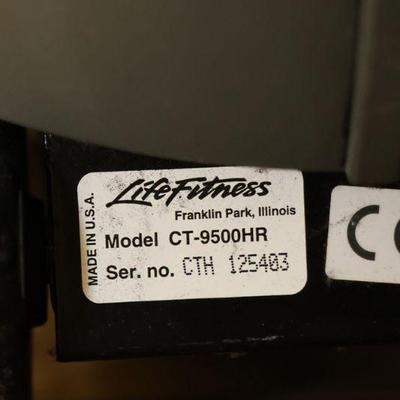 MADE IN U.S.A.
LifeFitness
Franklin Park, Illinois
Model CT-9500HR
Ser. no. CTH 125403
CE